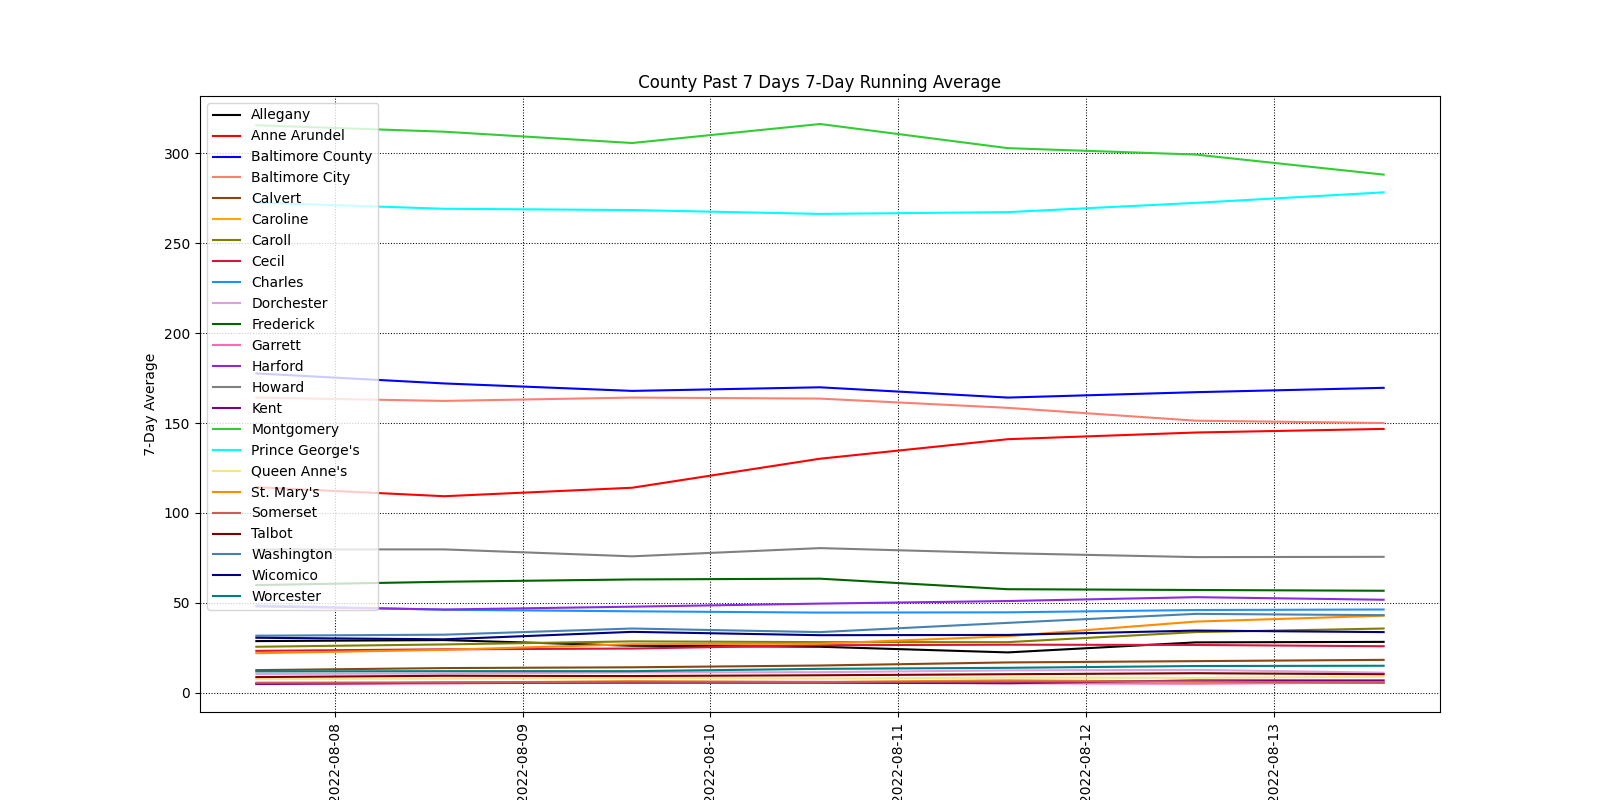 County Past 7 Days 7-Day Running Average
7-Day Average
300
250
200
150
100
50
0
Allegany
Anne Arundel
Baltimore County
Baltimore City
Calvert
Caroline
Caroll
Cecil
Charles
Dorchester
Frederick
Garrett
Harford
Howard
Kent
Montgomery
Prince George's
Queen Anne's
St. Mary's
Somerset
Talbot
Washington
Wicomico
Worcester
2022-08-08
2022-08-09
2022-08-10
2022-08-11
2022-08-12
2022-08-13